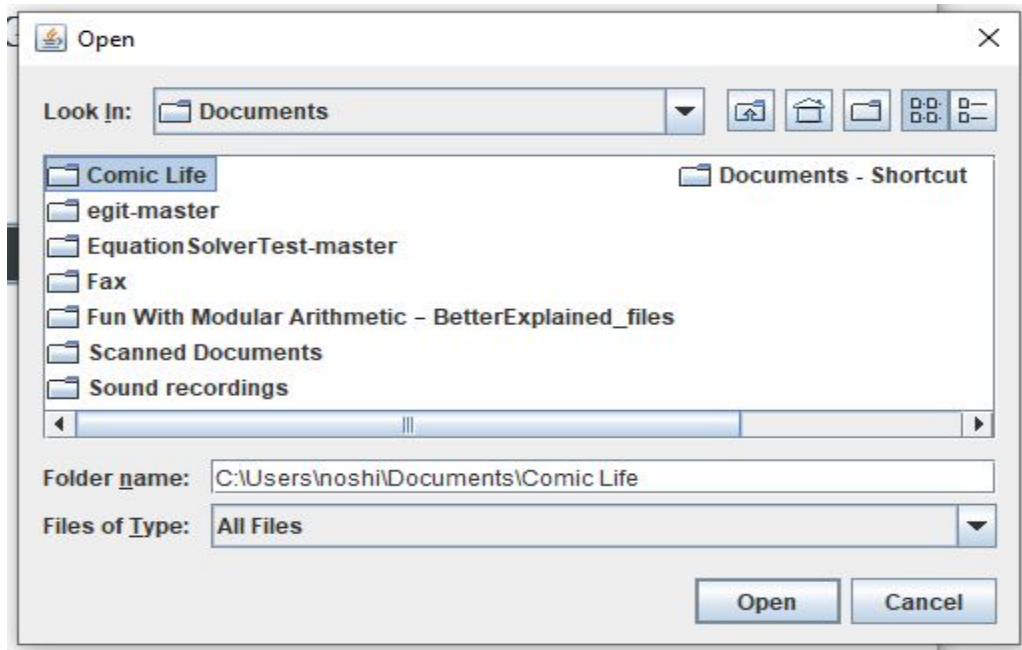 Open
Look In: Documents
Comic Life
Documents - Shortcut
egit-master
EquationSolverTest-master
Fax
Fun With Modular Arithmetic – BetterExplained_files
Scanned Documents
Sound recordings
Folder name: C:\Users\noshi\Documents\Comic Life
Files of Type: All Files
Open Cancel